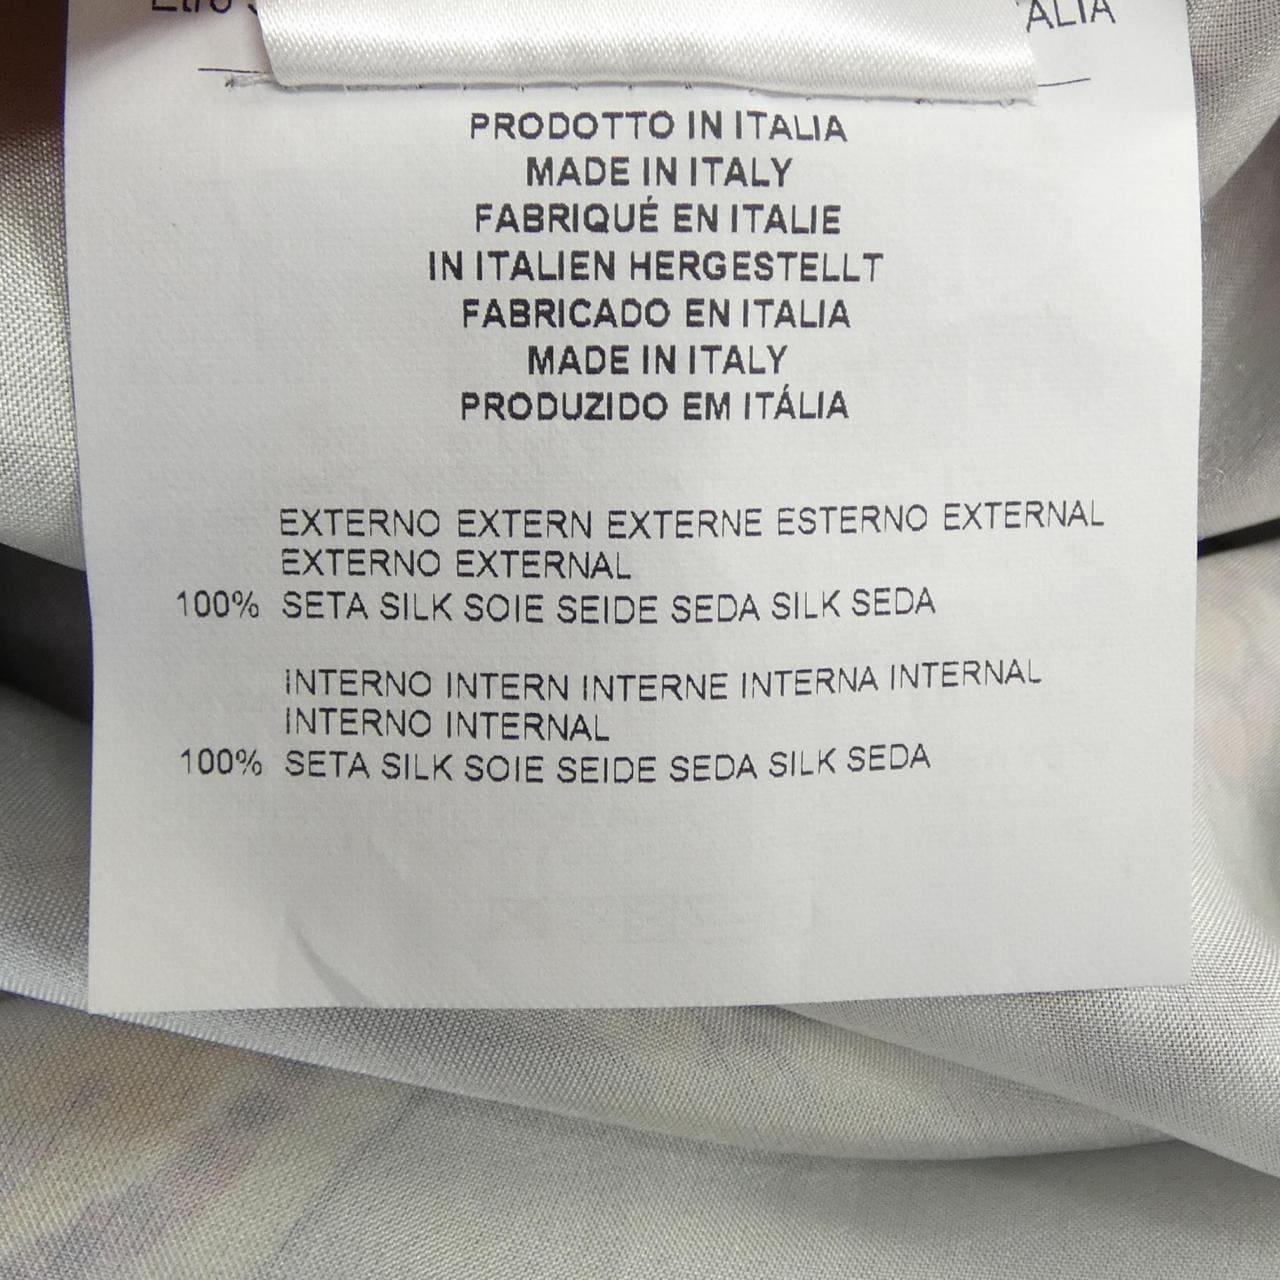 Etro
ALIA
PRODOTTO IN ITALIA
MADE IN ITALY
FABRIQUÉ EN ITALIE
IN ITALIEN HERGESTELLT
FABRICADO EN ITALIA
MADE IN ITALY
PRODUZIDO EM ITÁLIA
EXTERNO EXTERN EXTERNE ESTERNO EXTERNAL
EXTERNO EXTERNAL
100% SETA SILK SOIE SEIDE SEDA SILK SEDA
INTERNO INTERN INTERNE INTERNA INTERNAL
INTERNO INTERNAL
100% SETA SILK SOIE SEIDE SEDA SILK SEDA